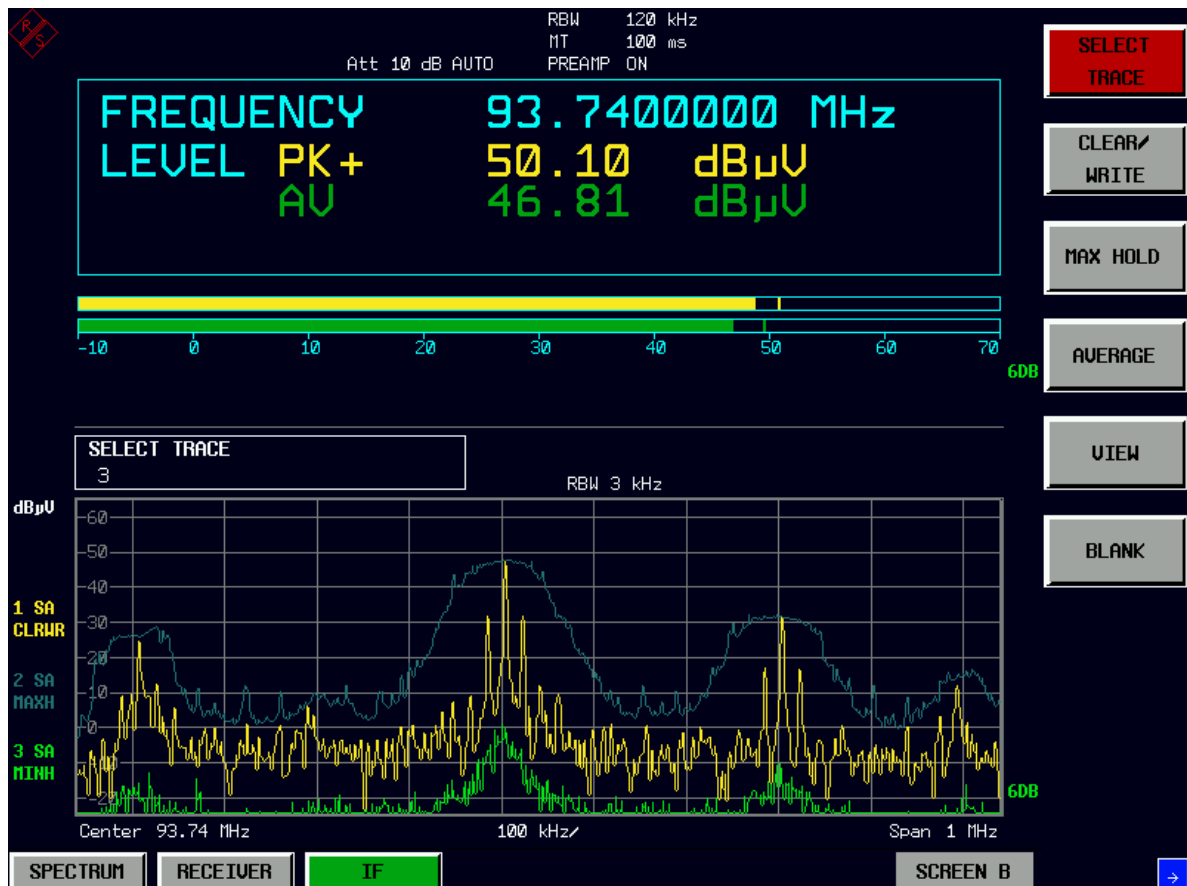 R S
RBW 120 kHz
MT 100 ms
Att 10 dB AUTO PREAMP ON
FREQUENCY 93.7400000 MHz
LEVEL PK+ 50.10 dBµV
AV 46.81 dBµV
-10 0 10 20 30 40 50 60 70
6DB
SELECT TRACE
3
RBW 3 kHz
dBµV
60
50
40
1 SA
CLRWR
30
20
2 SA
MAXH
10
0
3 SA
MINH
-10
-20
6DB
Center 93.74 MHz 100 kHz/ Span 1 MHz
SPECTRUM RECEIVER IF SCREEN B
SELECT
TRACE
CLEAR/
WRITE
MAX HOLD
AVERAGE
VIEW
BLANK